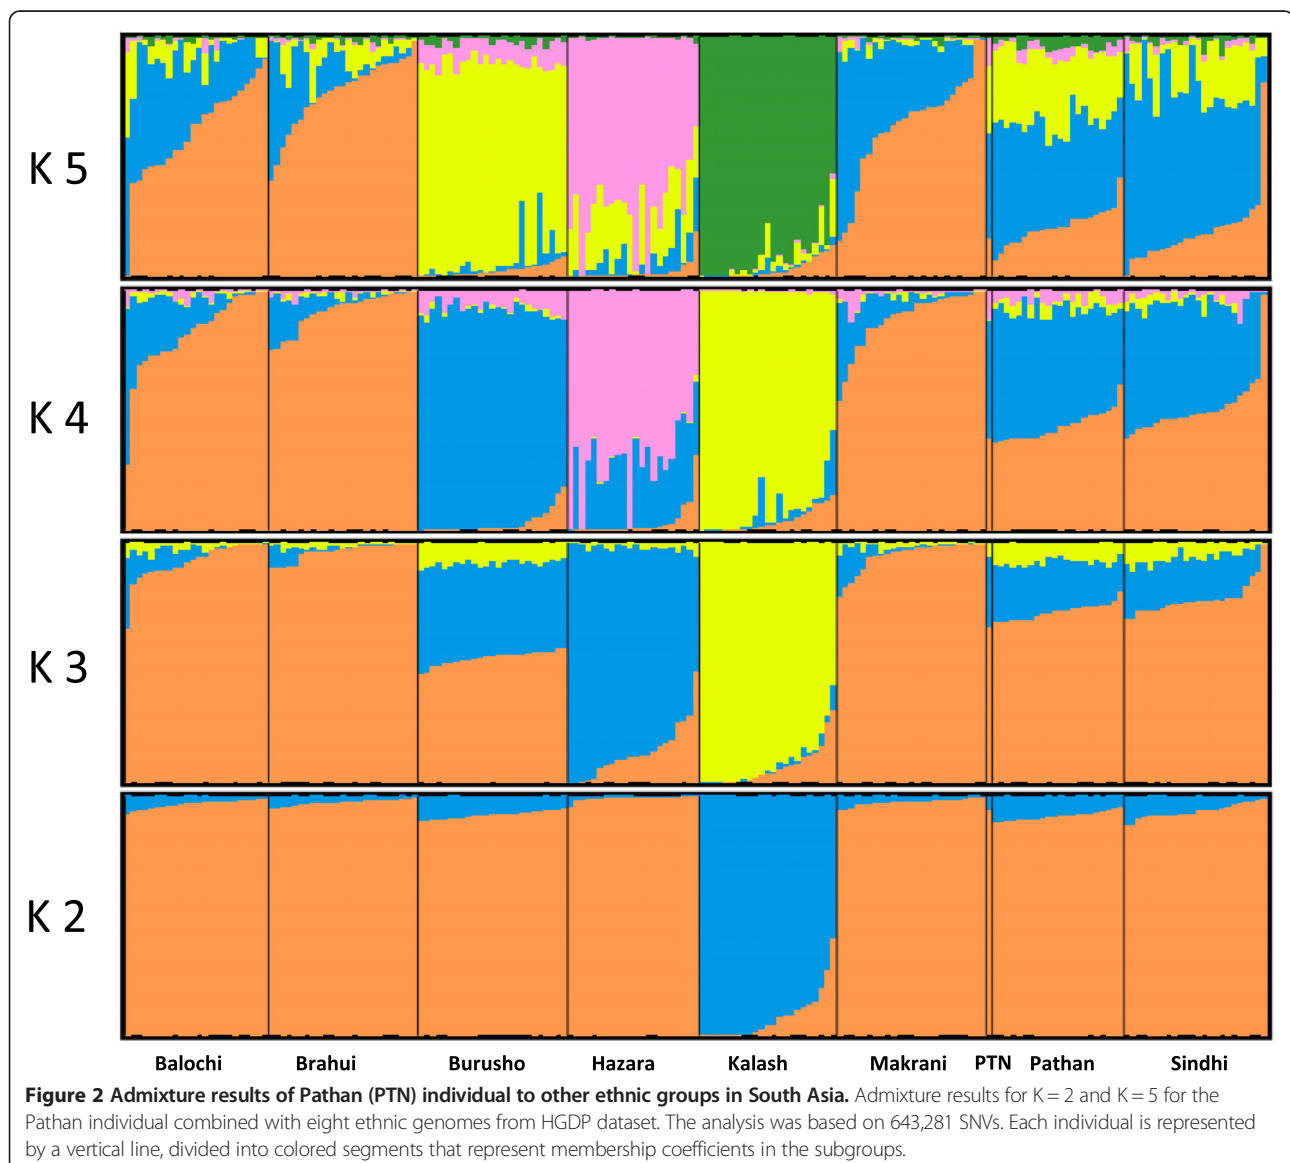 K 5
K 4
K 3
K 2
Balochi Brahui Burusho Hazara Kalash Makrani PTN Pathan Sindhi
Figure 2 Admixture results of Pathan (PTN) individual to other ethnic groups in South Asia. Admixture results for K = 2 and K = 5 for the
Pathan individual combined with eight ethnic genomes from HGDP dataset. The analysis was based on 643,281 SNVs. Each individual is represented
by a vertical line, divided into colored segments that represent membership coefficients in the subgroups.